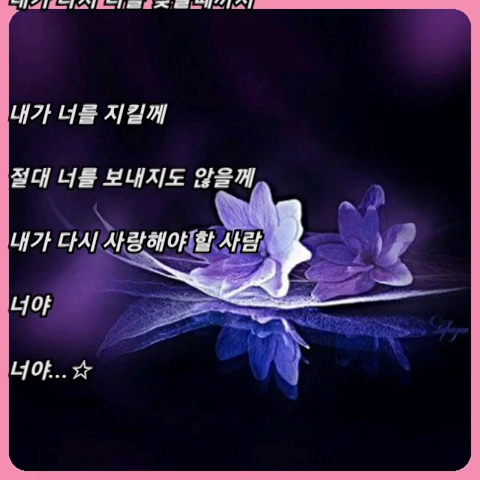 내가 너를 지킬께
절대 너를 보내지도 않을께
내가 다시 사랑해야 할 사람
너야
너야...☆